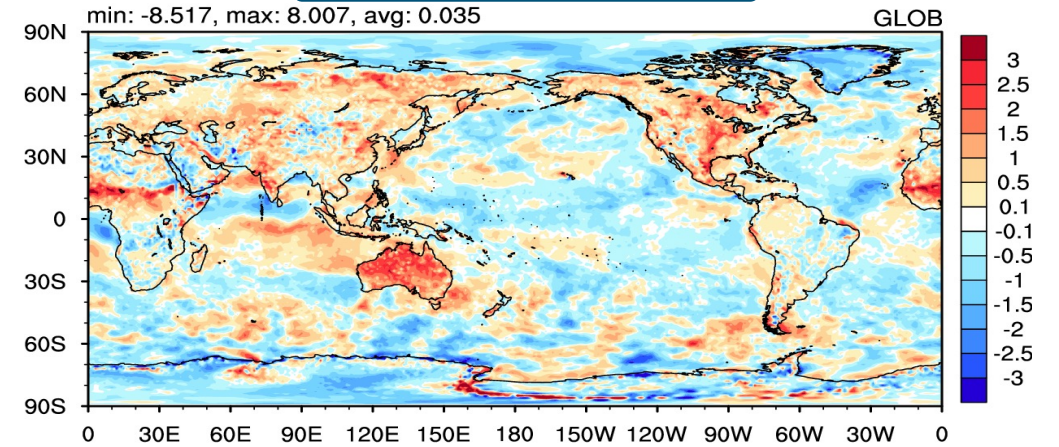 min: -8.517, max: 8.007, avg: 0.035 GLOB
90N
60N
30N
0
30S
60S
90S
0 30E 60E 90E 120E 150E 180 150W 120W 90W 60W 30W 0
3
2.5
2
1.5
1
0.5
0.1
-0.1
-0.5
-1
-1.5
-2
-2.5
-3